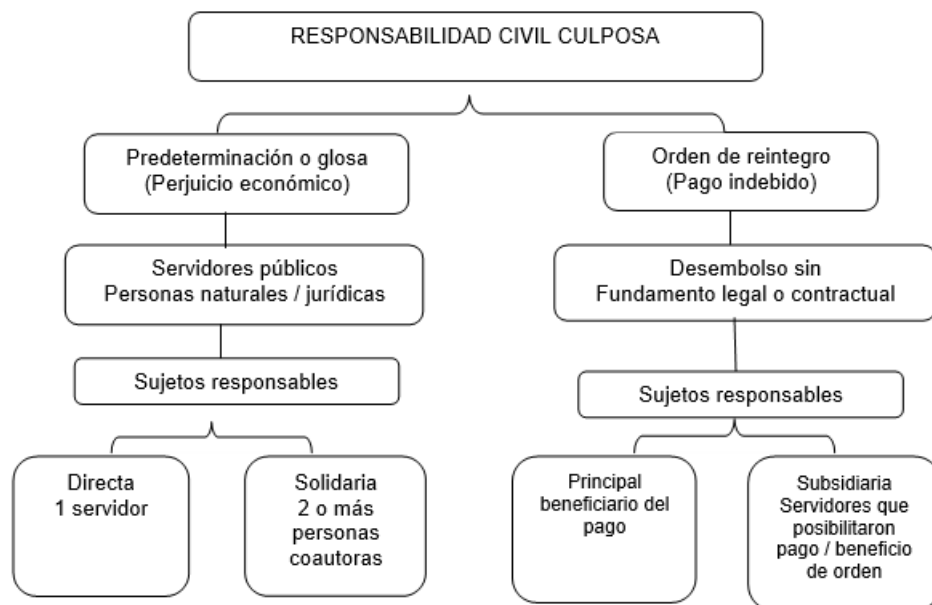 RESPONSABILIDAD CIVIL CULPOSA
Predeterminación o glosa
(Perjuicio económico)
Orden de reintegro
(Pago indebido)
Servidores públicos
Personas naturales / jurídicas
Desembolso sin
Fundamento legal o contractual
Sujetos responsables
Sujetos responsables
Directa
1 servidor
Solidaria
2 o más
personas
coautoras
Principal
beneficiario del
pago
Subsidiaria
Servidores que
posibilitaron
pago / beneficio
de orden